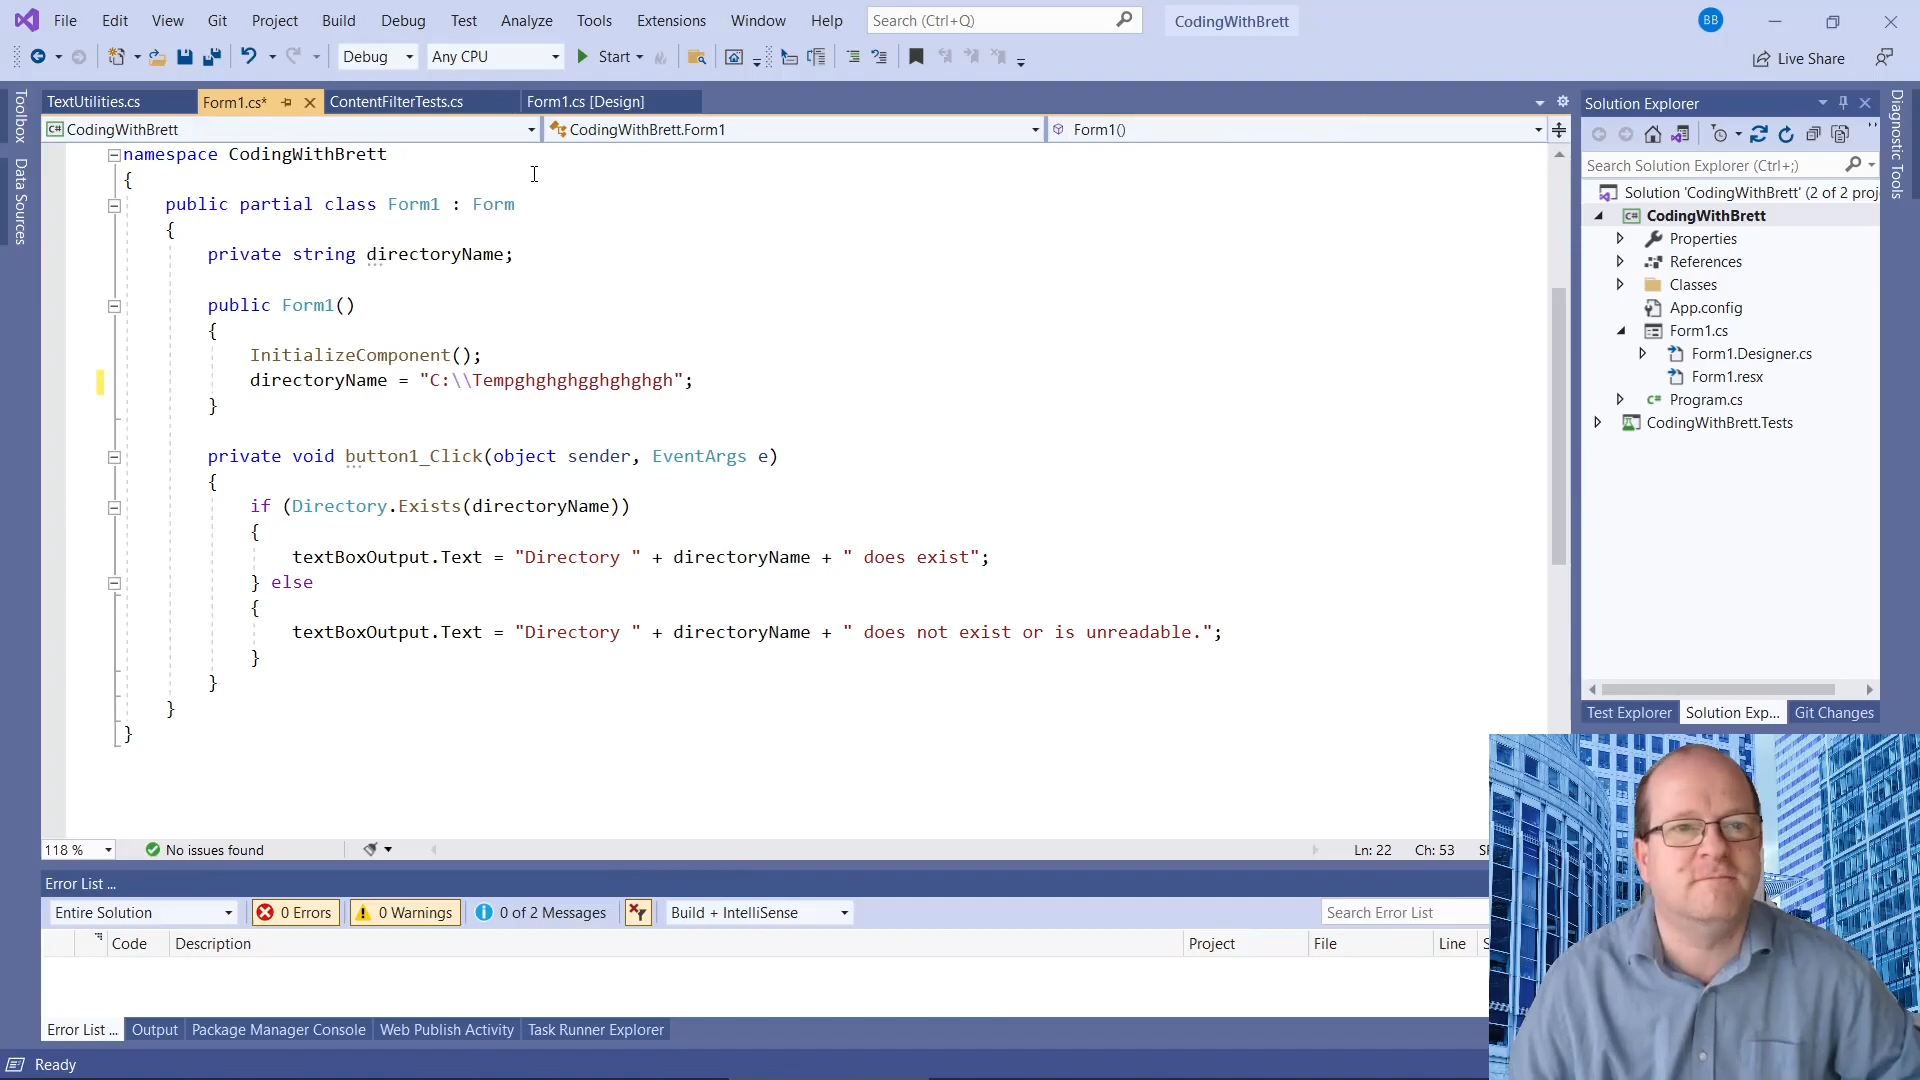 File Edit View Git Project Build Debug Test Analyze Tools Extensions Window Help Search (Ctrl+Q) CodingWithBrett BB
Debug Any CPU Start Live Share
TextUtilities.cs Form1.cs* ContentFilterTests.cs Form1.cs [Design]
CodingWithBrett CodingWithBrett.Form1 Form1()
Toolbox
Data Sources
namespace CodingWithBrett
{
public partial class Form1 : Form
{
private string directoryName;
public Form1()
{
InitializeComponent();
directoryName = "C:\\Tempghghghgghghghgh";
}
private void button1_Click(object sender, EventArgs e)
{
if (Directory.Exists(directoryName))
{
textBoxOutput.Text = "Directory " + directoryName + " does exist";
} else
{
textBoxOutput.Text = "Directory " + directoryName + " does not exist or is unreadable.";
}
}
}
}
118 % No issues found Ln: 22 Ch: 53
Error List ...
Entire Solution 0 Errors 0 Warnings 0 of 2 Messages Build + IntelliSense Search Error List
Code Description Project File Line
Error List ... Output Package Manager Console Web Publish Activity Task Runner Explorer
Ready
Solution Explorer
Search Solution Explorer (Ctrl+;)
Solution 'CodingWithBrett' (2 of 2 proj
CodingWithBrett
Properties
References
Classes
App.config
Form1.cs
Form1.Designer.cs
Form1.resx
Program.cs
CodingWithBrett.Tests
Test Explorer Solution Exp... Git Changes
Diagnostic Tools